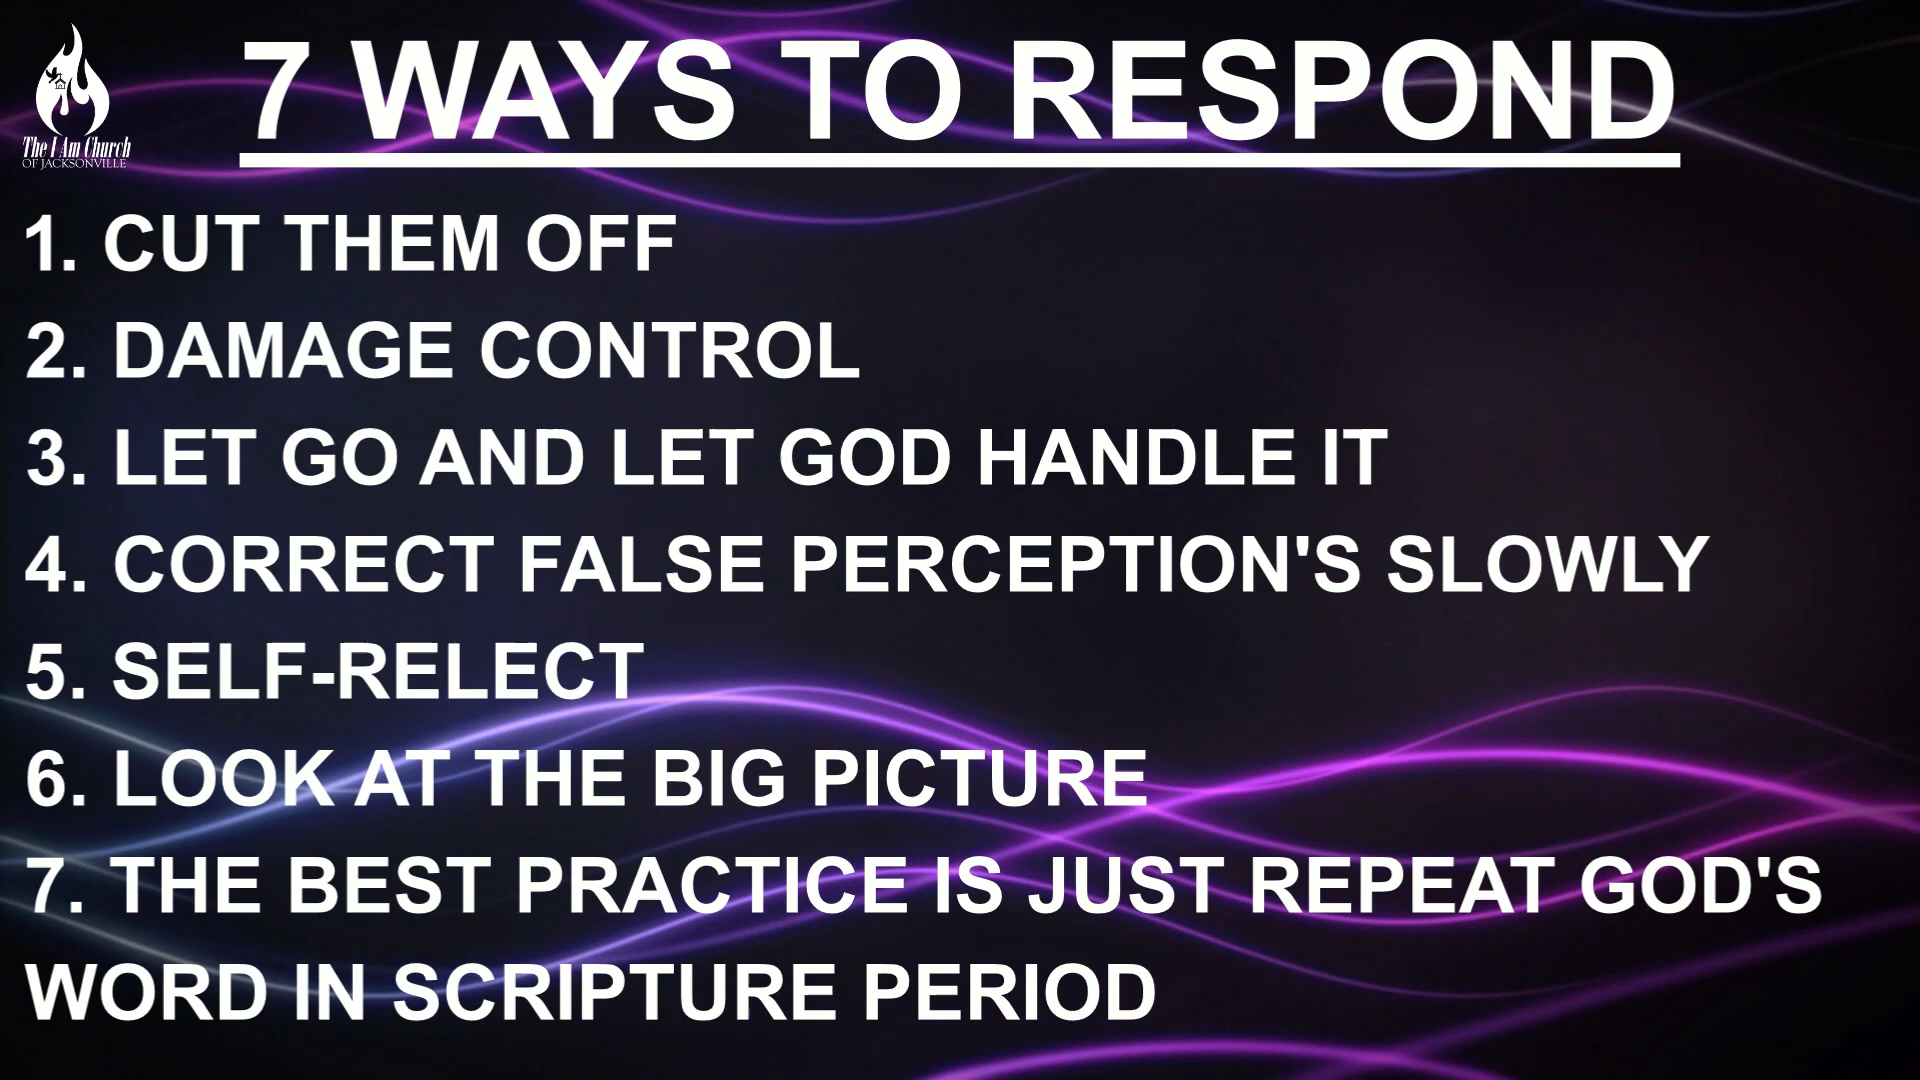 The I Am Church
OF JACKSONVILLE
7 WAYS TO RESPOND
1. CUT THEM OFF
2. DAMAGE CONTROL
3. LET GO AND LET GOD HANDLE IT
4. CORRECT FALSE PERCEPTION'S SLOWLY
5. SELF-RELECT
6. LOOK AT THE BIG PICTURE
7. THE BEST PRACTICE IS JUST REPEAT GOD'S
WORD IN SCRIPTURE PERIOD